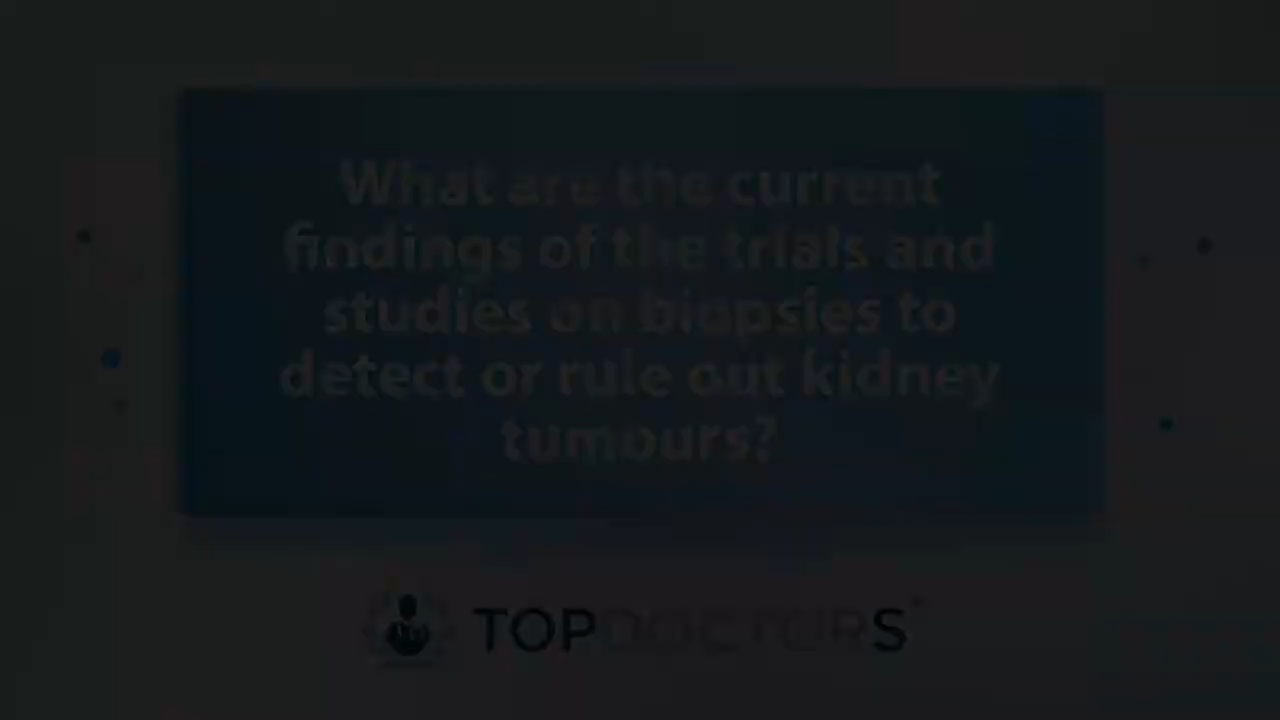 What are the current
findings of the trials and
studies on biopsies to
detect or rule out kidney
tumours?
TOPDOCTORS